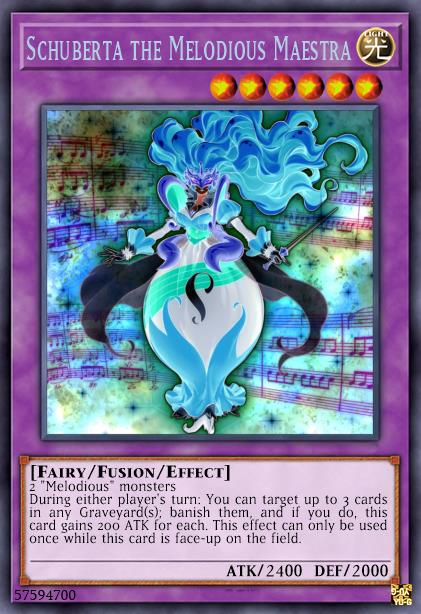 Schuberta the Melodious Maestra
LIGHT
光
[Fairy/Fusion/Effect]
2 "Melodious" monsters
During either player's turn: You can target up to 3 cards
in any Graveyard(s); banish them, and if you do, this
card gains 200 ATK for each. This effect can only be used
once while this card is face-up on the field.
ATK/2400 DEF/2000
57594700